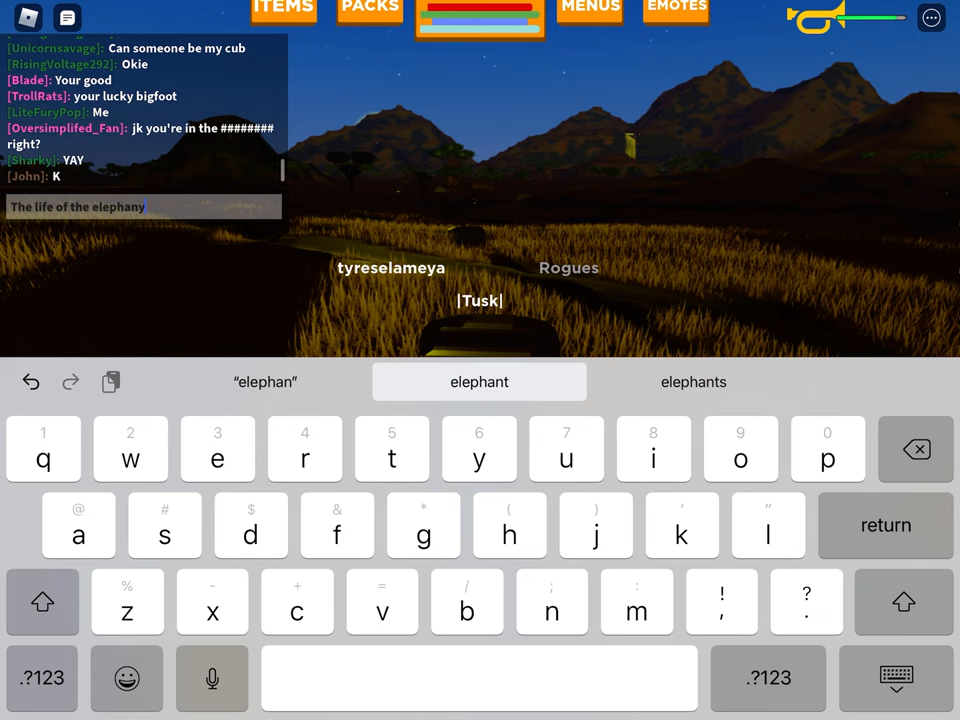 ITEMS PACKS MENUS EMOTES
[Unicornsavage]: Can someone be my cub
[RisingVoltage292]: Okie
[Blade]: Your good
[TrollRats]: your lucky bigfoot
[LiteFuryPop]: Me
[Oversimplifed_Fan]: jk you're in the ########
right?
[Sharky]: YAY
[John]: K
The life of the elephany
tyreselameya Rogues
|Tusk|
“elephan” elephant elephants
1 2 3 4 5 6 7 8 9 0
q w e r t y u i o p
@ # $ & * ( ) ' "
a s d f g h j k l return
% - + = / ; : ! ?
z x c v b n m , .
.?123 .?123